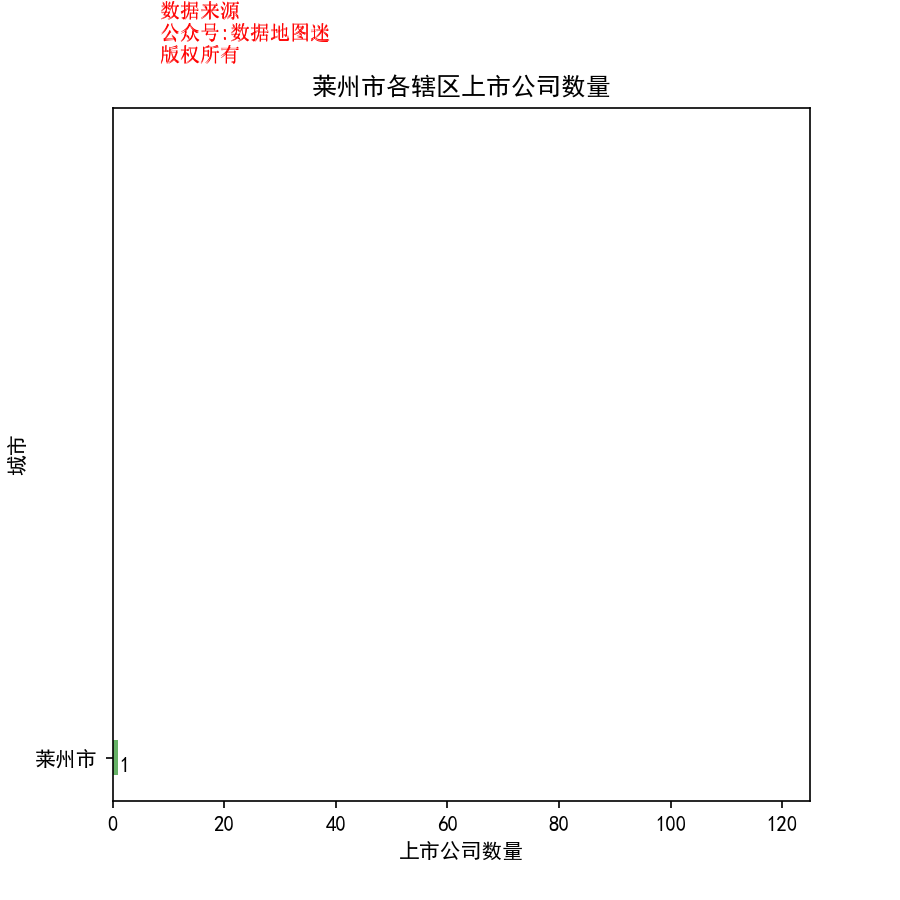 数据来源
公众号:数据地图迷
版权所有
莱州市各辖区上市公司数量
城市
莱州市
1
0 20 40 60 80 100 120
上市公司数量